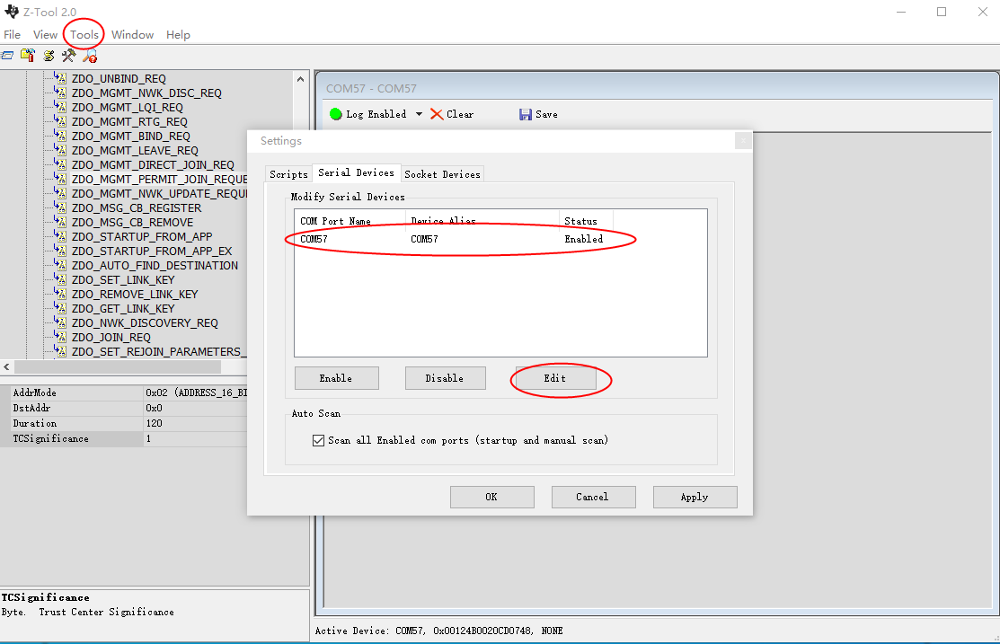 Z-Tool 2.0
File View Tools Window Help
ZDO_UNBIND_REQ
ZDO_MGMT_NWK_DISC_REQ
ZDO_MGMT_LQI_REQ
ZDO_MGMT_RTG_REQ
ZDO_MGMT_BIND_REQ
ZDO_MGMT_LEAVE_REQ
ZDO_MGMT_DIRECT_JOIN_REQ
ZDO_MGMT_PERMIT_JOIN_REQUE
ZDO_MGMT_NWK_UPDATE_REQU
ZDO_MSG_CB_REGISTER
ZDO_MSG_CB_REMOVE
ZDO_STARTUP_FROM_APP
ZDO_STARTUP_FROM_APP_EX
ZDO_AUTO_FIND_DESTINATION
ZDO_SET_LINK_KEY
ZDO_REMOVE_LINK_KEY
ZDO_GET_LINK_KEY
ZDO_NWK_DISCOVERY_REQ
ZDO_JOIN_REQ
ZDO_SET_REJOIN_PARAMETERS_
AddrMode 0x02 (ADDRESS_16_BI
DstAddr 0x0
Duration 120
TCSignificance 1
TCSignificance
Byte. Trust Center Significance
COM57 - COM57
Log Enabled Clear Save
Settings
Scripts Serial Devices Socket Devices
Modify Serial Devices
COM Port Name Device Alias Status
COM57 COM57 Enabled
Enable Disable Edit
Auto Scan
Scan all Enabled com ports (startup and manual scan)
OK Cancel Apply
Active Device: COM57, 0x00124B0020CD0748, NONE